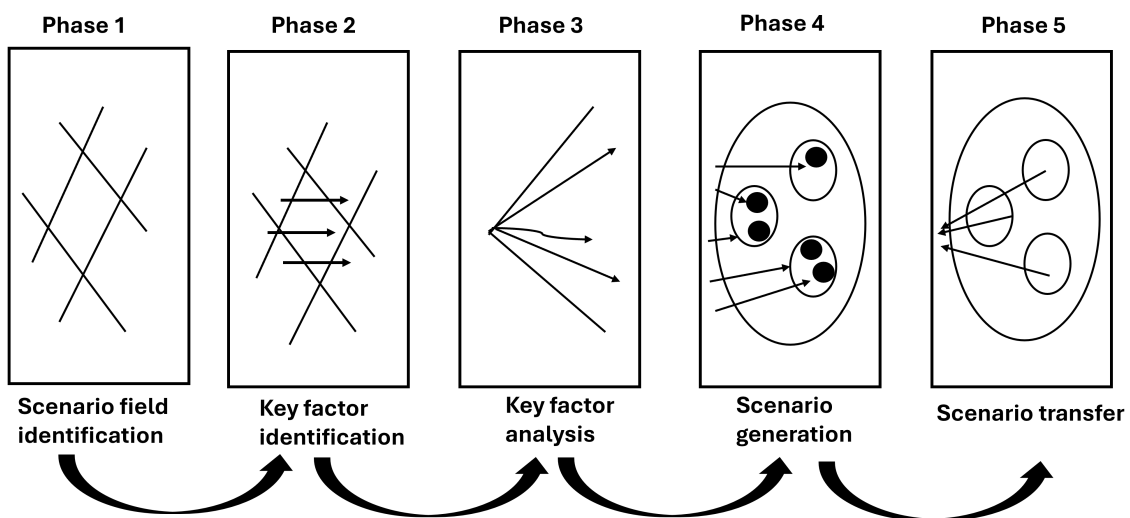 Phase 1
Phase 2
Phase 3
Phase 4
Phase 5
Scenario field
identification
Key factor
identification
Key factor
analysis
Scenario
generation
Scenario transfer